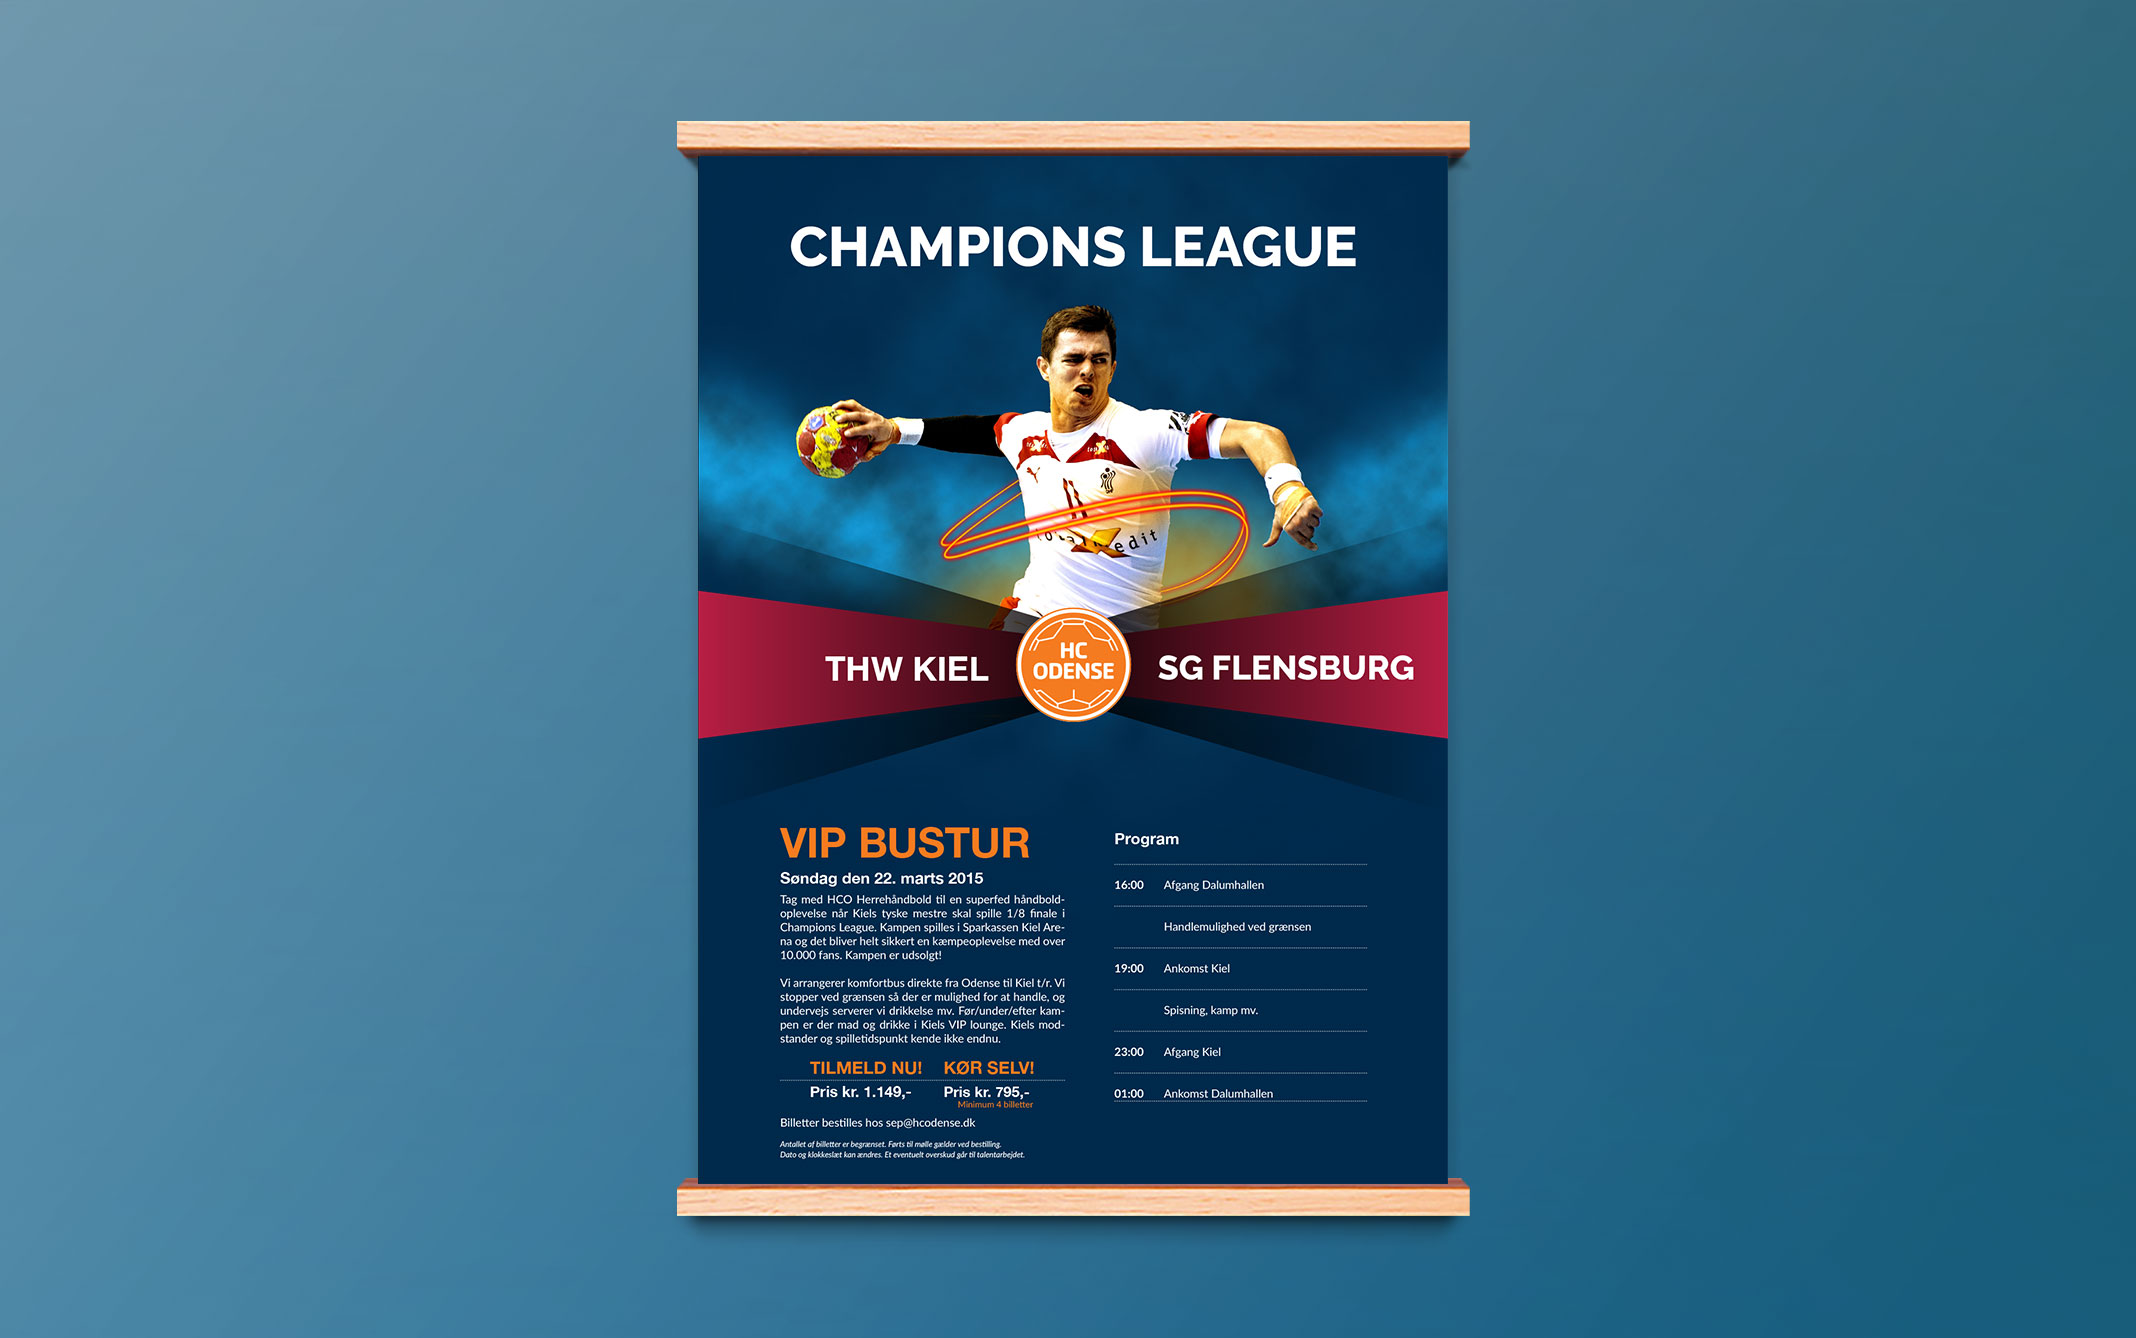 CHAMPIONS LEAGUE
11
edit
THW KIEL
HC
ODENSE
SG FLENSBURG
VIP BUSTUR
Søndag den 22. marts 2015
Tag med HCO Herrehåndbold til en superfed håndbold-
oplevelse når Kiels tyske mestre skal spille 1/8 finale i
Champions League. Kampen spilles i Sparkassen Kiel Are-
na og det bliver helt sikkert en kæmpeoplevelse med over
10.000 fans. Kampen er udsolgt!
Vi arrangerer komfortbus direkte fra Odense til Kiel t/r. Vi
stopper ved grænsen så der er mulighed for at handle, og
undervejs serverer vi drikkelse mv. Før/under/efter kam-
pen er der mad og drikke i Kiels VIP lounge. Kiels mod-
stander og spilletidspunkt kende ikke endnu.
TILMELD NU! KØR SELV!
Pris kr. 1.149,- Pris kr. 795,-
Minimum 4 billetter
Billetter bestilles hos sep@hcodense.dk
Antallet af billetter er begrænset. Førts til mølle gælder ved bestilling.
Dato og klokkeslæt kan ændres. Et eventuelt overskud går til talentarbejdet.
Program
16:00 Afgang Dalumhallen
Handlemulighed ved grænsen
19:00 Ankomst Kiel
Spisning, kamp mv.
23:00 Afgang Kiel
01:00 Ankomst Dalumhallen